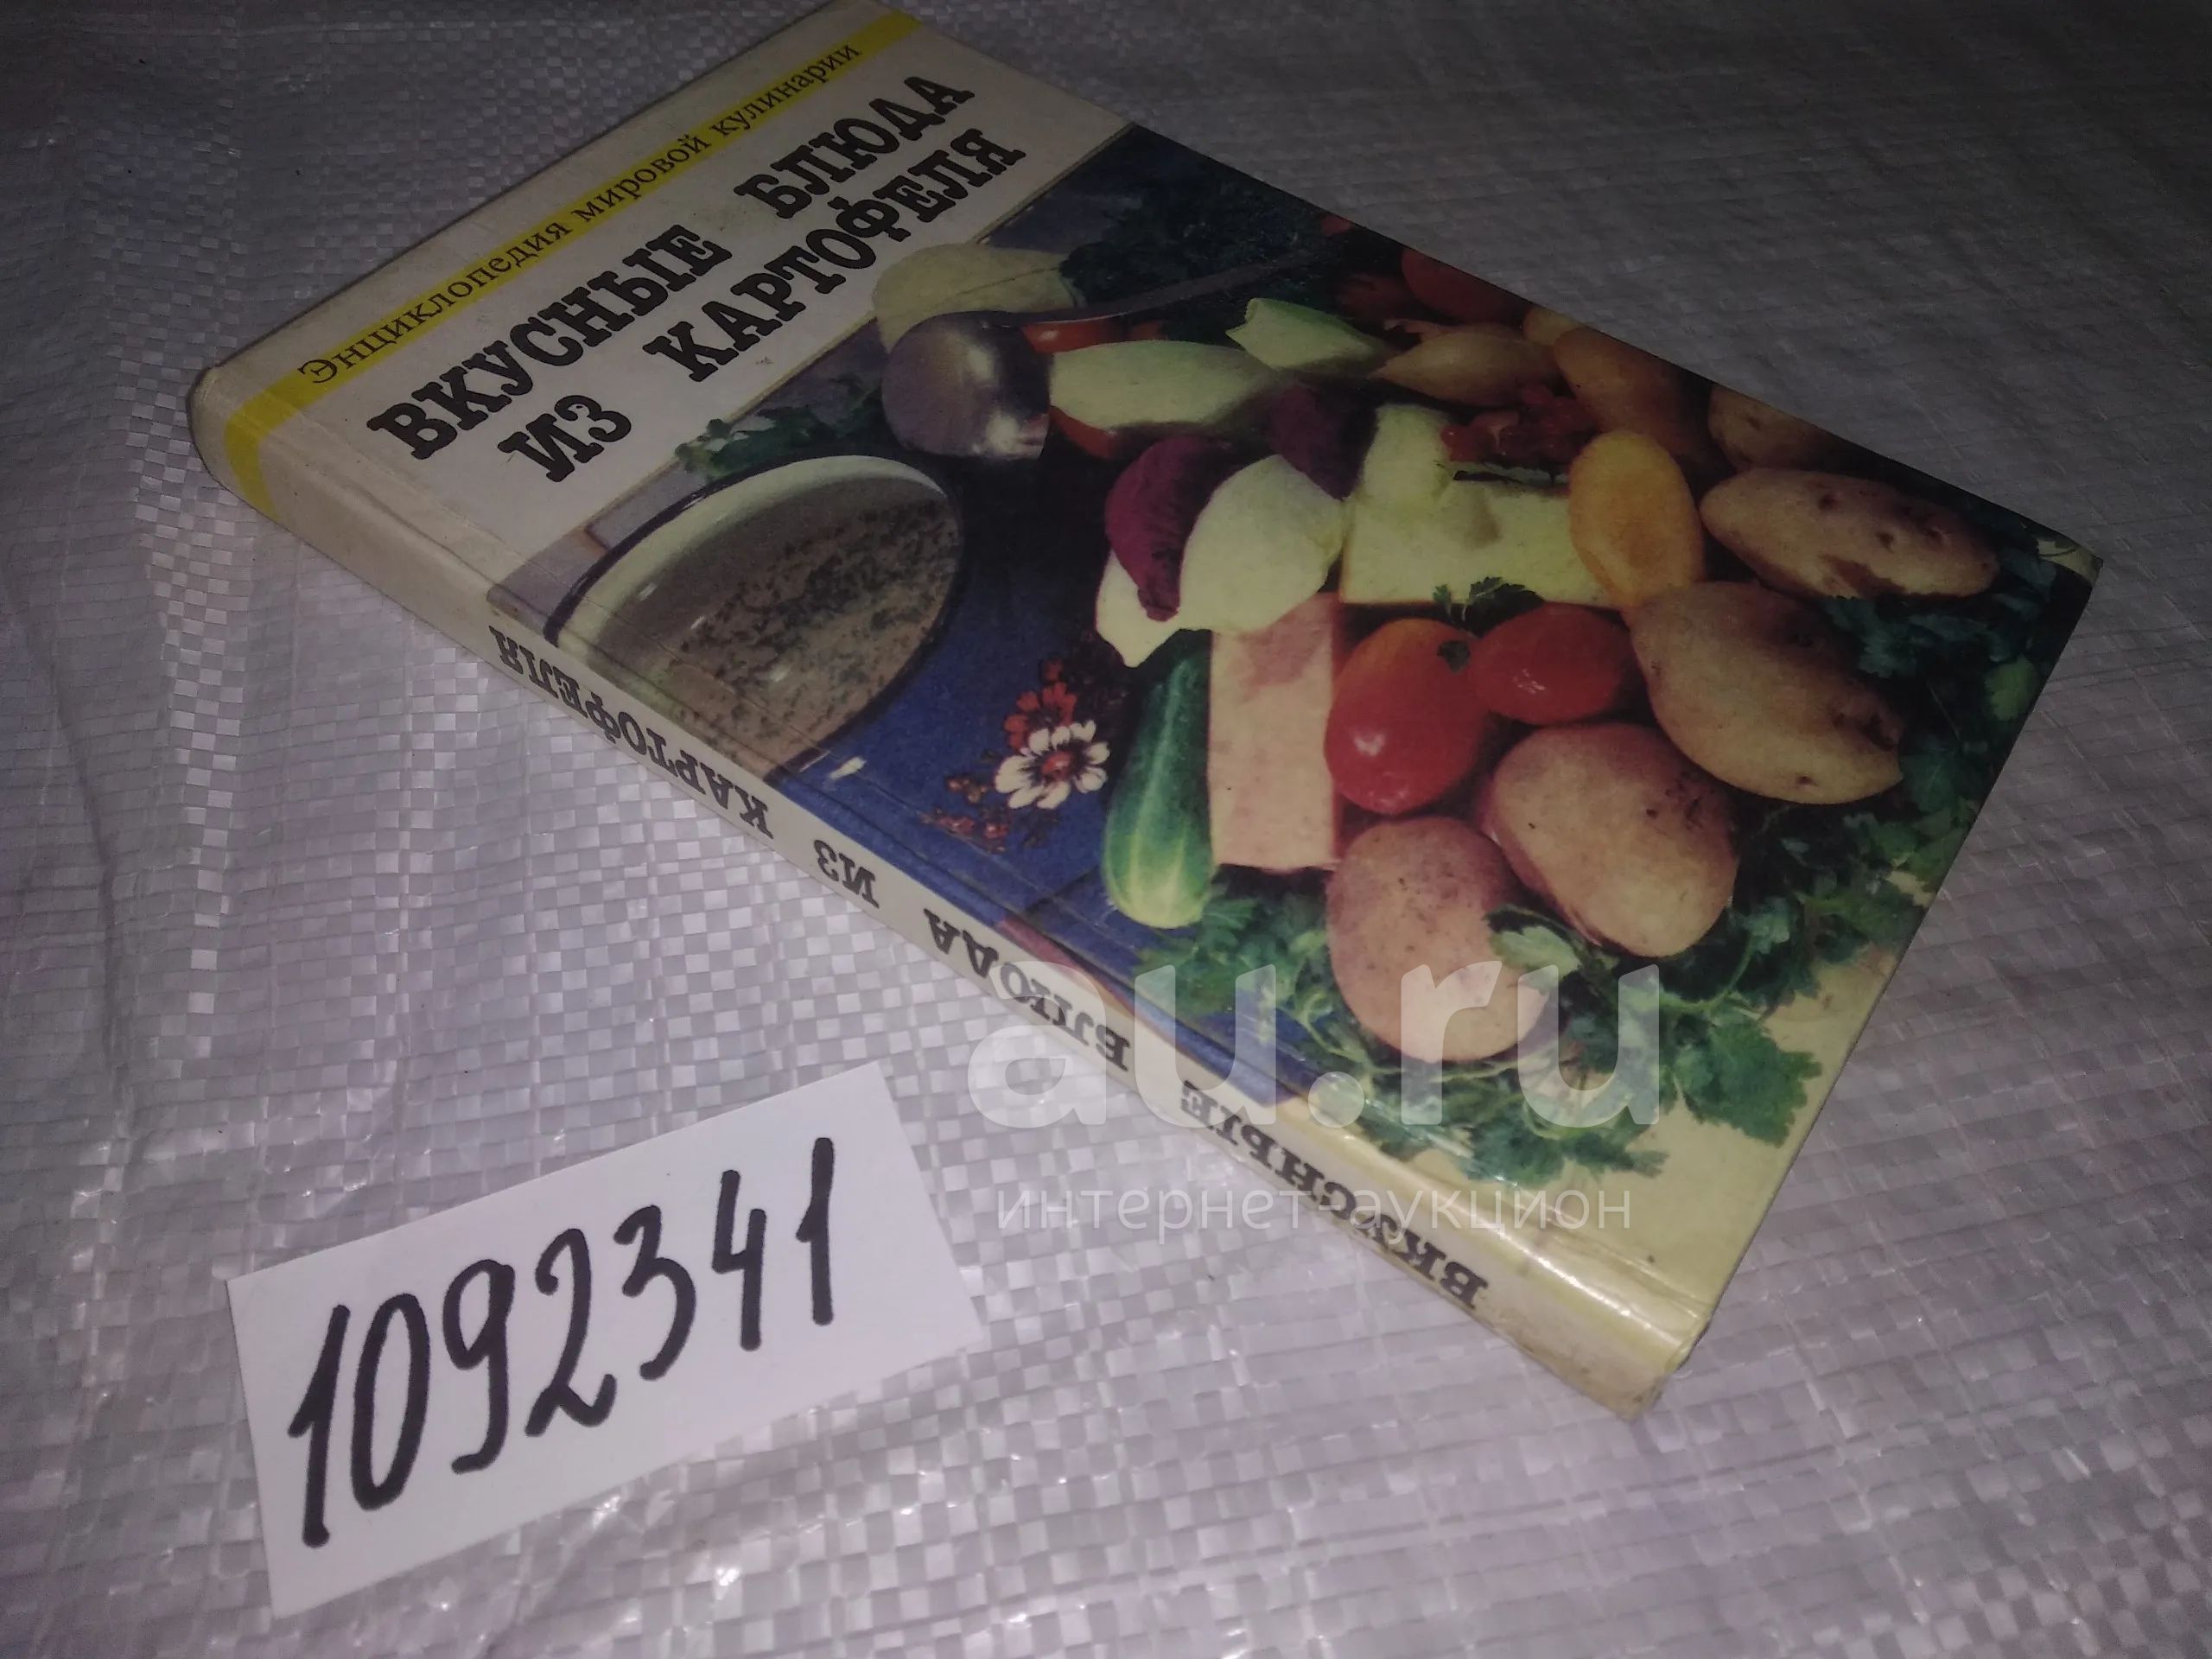 Энциклопедия мировой кулинарии
ВКУСНЫЕ БЛЮДА
ИЗ КАРТОФЕЛЯ
ВКУСНЫЕ БЛЮДА ИЗ КАРТОФЕЛЯ
au.ru
интернет-аукцион
1092341